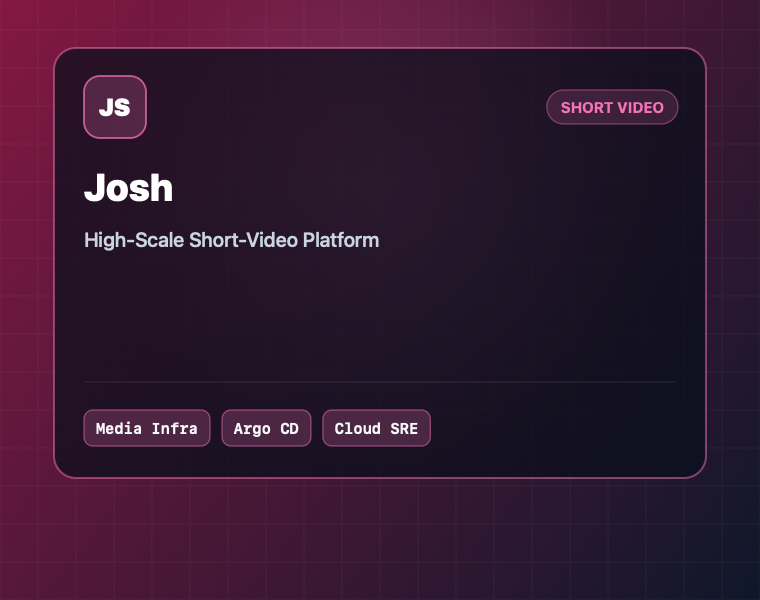 JS
SHORT VIDEO
Josh
High-Scale Short-Video Platform
Media Infra
Argo CD
Cloud SRE